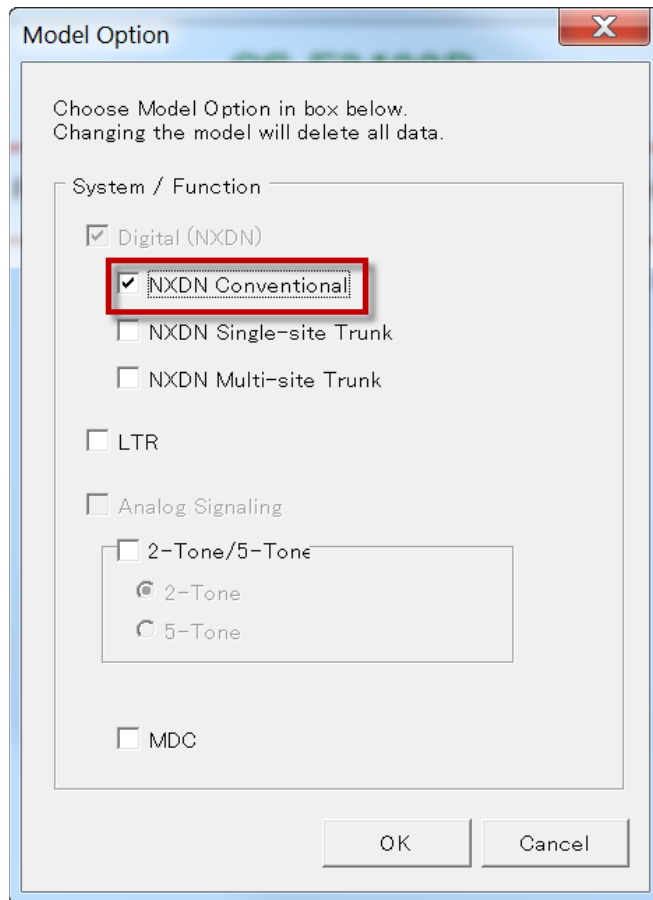 Model Option
Choose Model Option in box below.
Changing the model will delete all data.
System / Function
Digital (NXDN)
NXDN Conventional
NXDN Single-site Trunk
NXDN Multi-site Trunk
LTR
Analog Signaling
2-Tone/5-Tone
2-Tone
5-Tone
MDC
OK Cancel